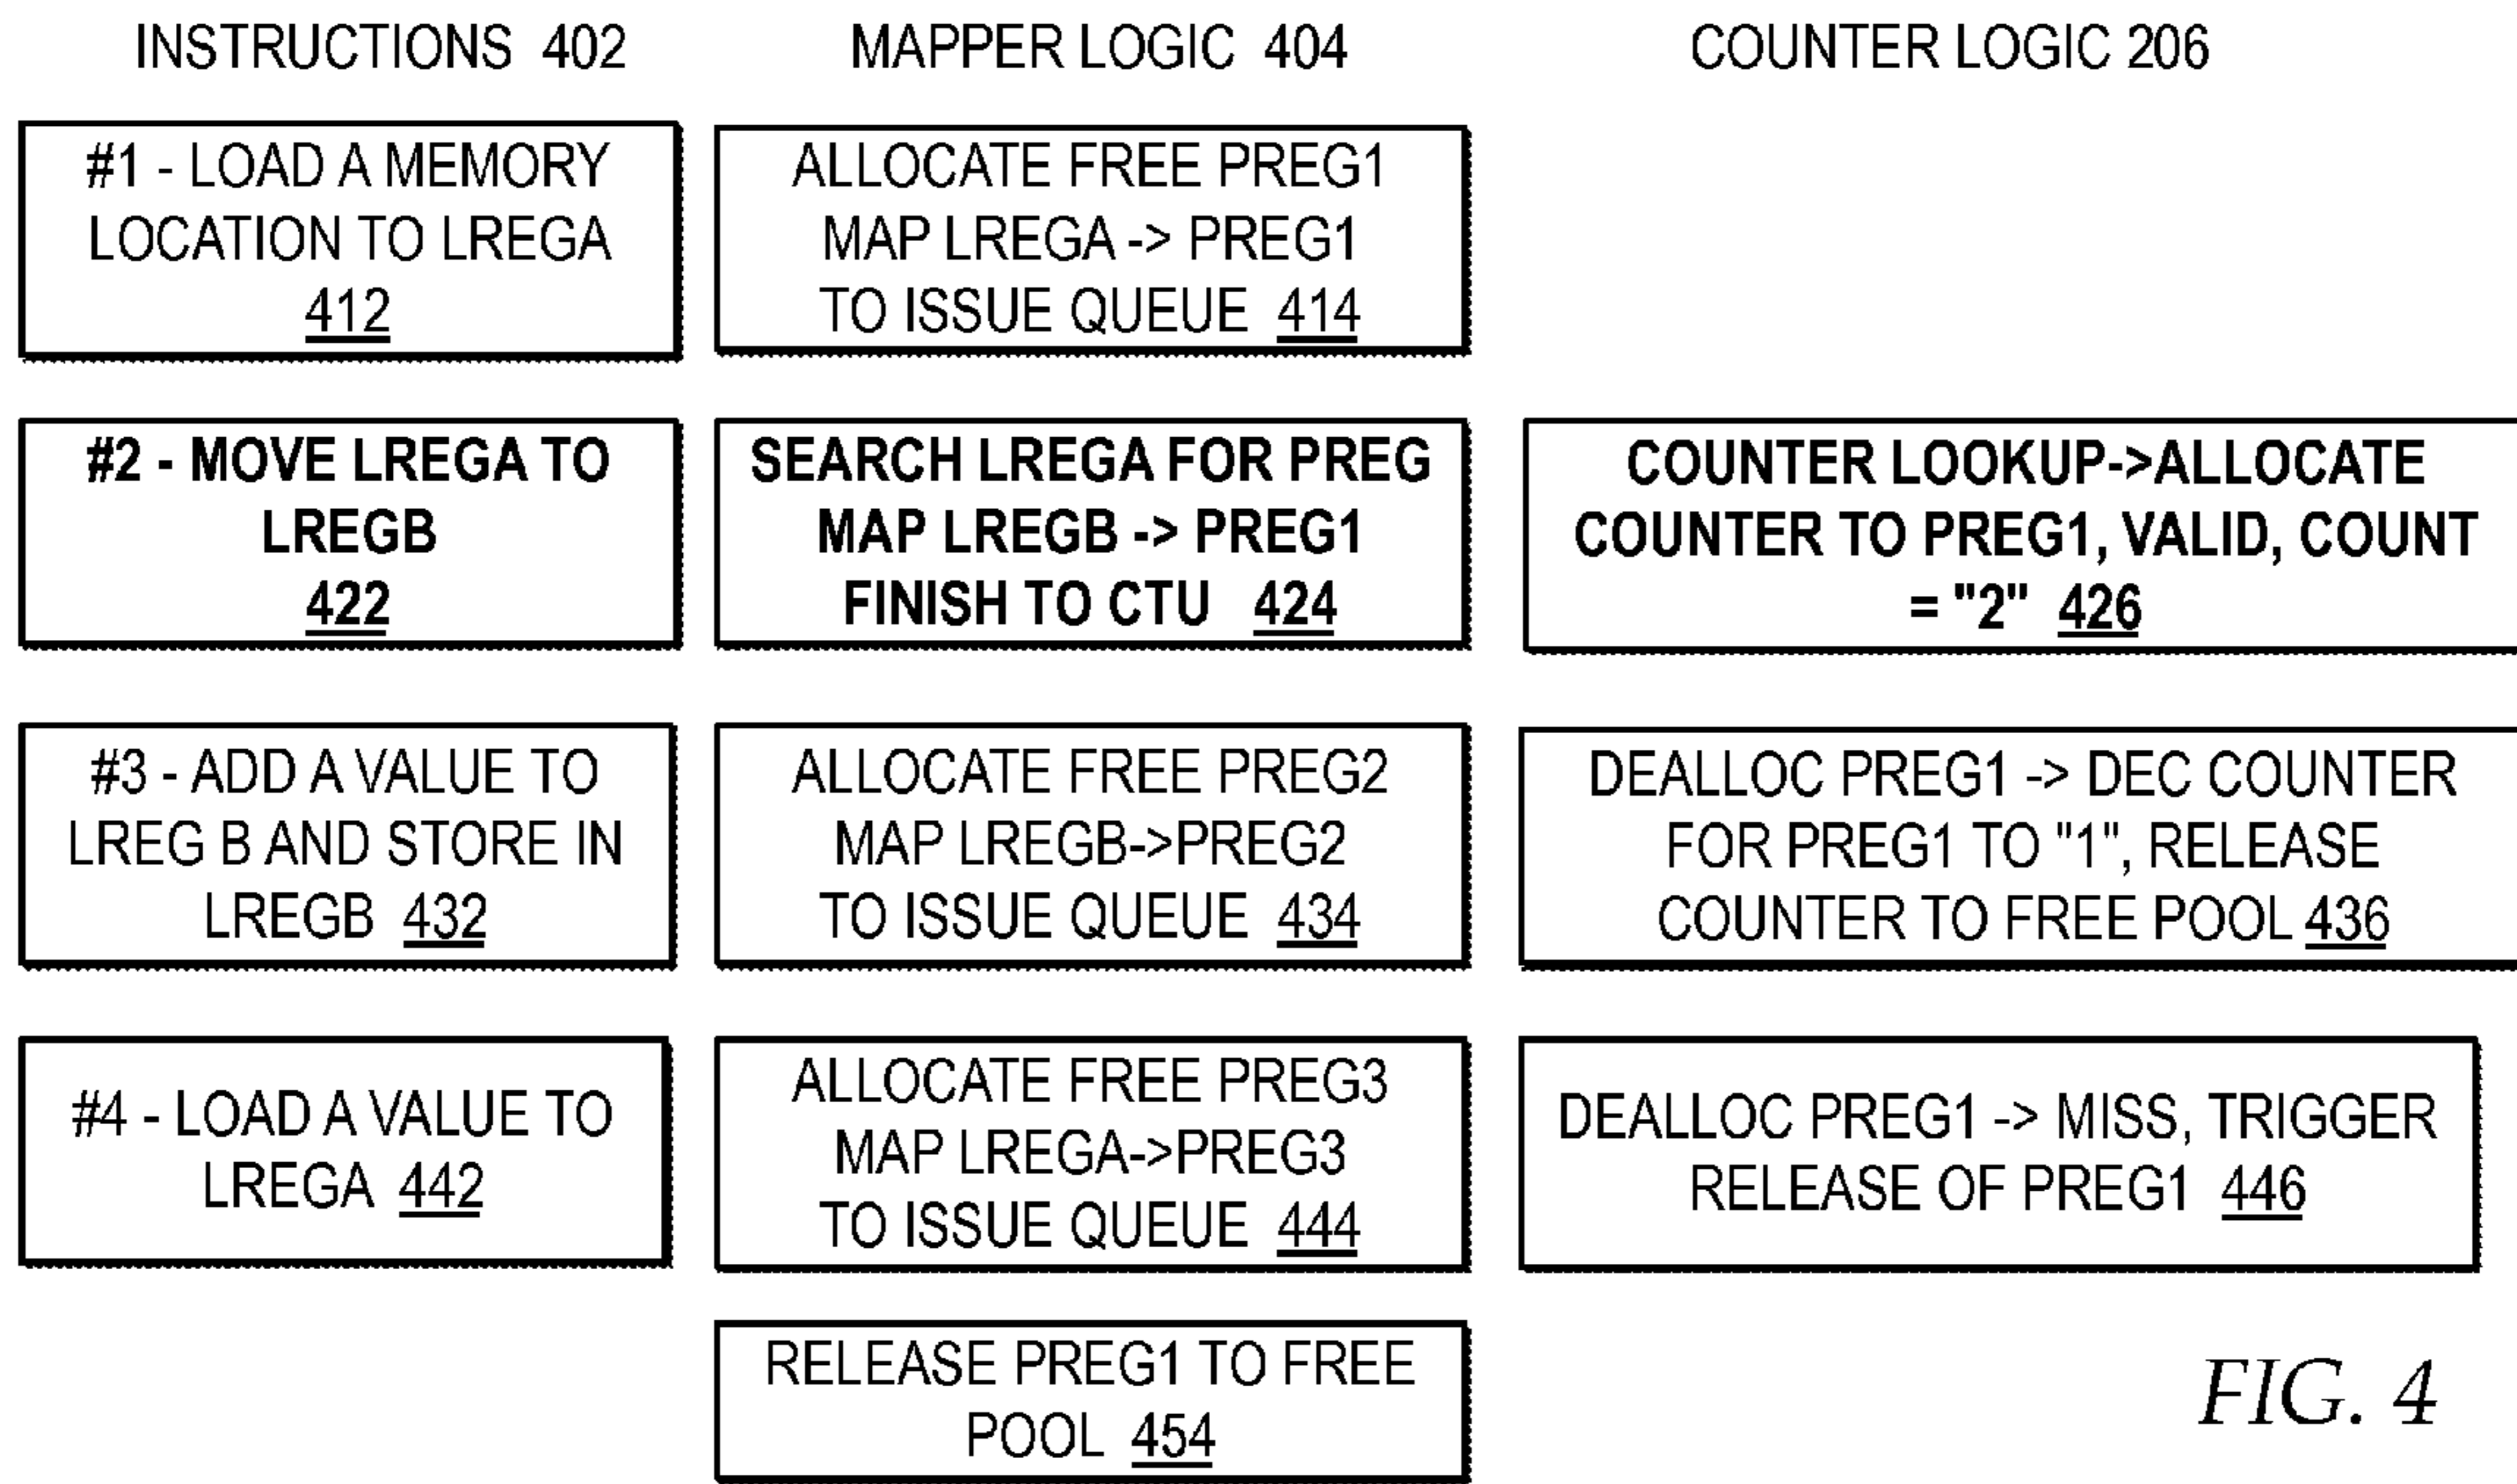 INSTRUCTIONS 402
MAPPER LOGIC 404
COUNTER LOGIC 206
#1 - LOAD A MEMORY
LOCATION TO LREGA
412
ALLOCATE FREE PREG1
MAP LREGA -> PREG1
TO ISSUE QUEUE 414
#2 - MOVE LREGA TO
LREGB
422
SEARCH LREGA FOR PREG
MAP LREGB -> PREG1
FINISH TO CTU 424
COUNTER LOOKUP->ALLOCATE
COUNTER TO PREG1, VALID, COUNT
= "2" 426
#3 - ADD A VALUE TO
LREG B AND STORE IN
LREGB 432
ALLOCATE FREE PREG2
MAP LREGB->PREG2
TO ISSUE QUEUE 434
DEALLOC PREG1 -> DEC COUNTER
FOR PREG1 TO "1", RELEASE
COUNTER TO FREE POOL 436
#4 - LOAD A VALUE TO
LREGA 442
ALLOCATE FREE PREG3
MAP LREGA->PREG3
TO ISSUE QUEUE 444
DEALLOC PREG1 -> MISS, TRIGGER
RELEASE OF PREG1 446
RELEASE PREG1 TO FREE
POOL 454
FIG. 4